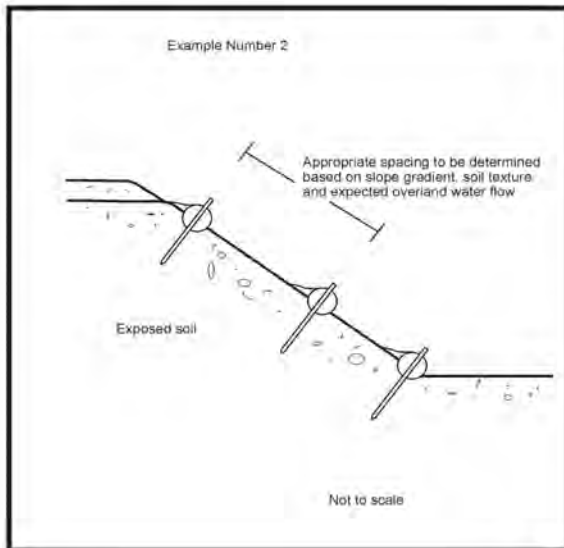 Example Number 2
Appropriate spacing to be determined
based on slope gradient, soil texture
and expected overland water flow
Exposed soil
Not to scale